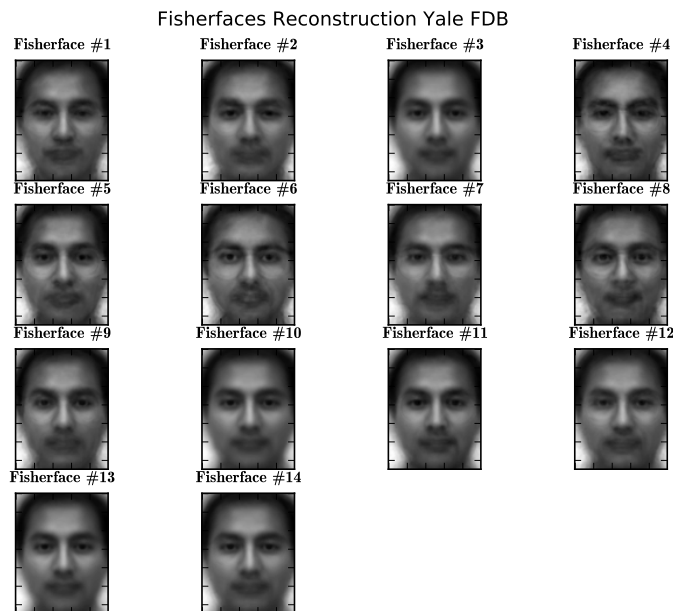 Fisherfaces Reconstruction Yale FDB
Fisherface #1 Fisherface #2 Fisherface #3 Fisherface #4
Fisherface #5 Fisherface #6 Fisherface #7 Fisherface #8
Fisherface #9 Fisherface #10 Fisherface #11 Fisherface #12
Fisherface #13 Fisherface #14